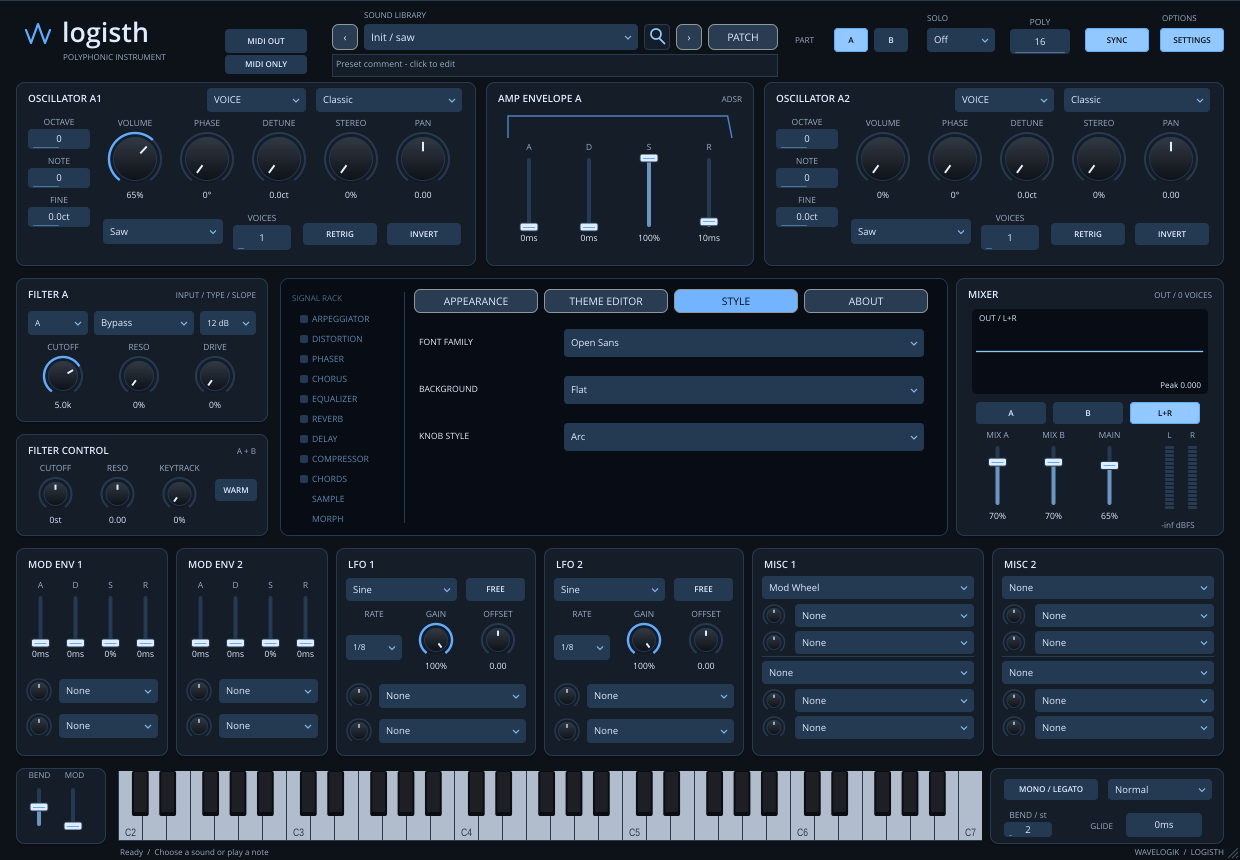 logisth
POLYPHONIC INSTRUMENT
MIDI OUT
MIDI ONLY
SOUND LIBRARY
‹ Init / saw › PATCH
Preset comment - click to edit
PART A B
SOLO
Off
POLY
16
SYNC
OPTIONS
SETTINGS
OSCILLATOR A1 VOICE Classic
OCTAVE VOLUME PHASE DETUNE STEREO PAN
0
NOTE
0
65% 0° 0.0ct 0% 0.00
FINE
0.0ct
Saw
VOICES
1
RETRIG INVERT
AMP ENVELOPE A ADSR
A D S R
0ms 0ms 100% 10ms
OSCILLATOR A2 VOICE Classic
OCTAVE VOLUME PHASE DETUNE STEREO PAN
0
NOTE
0
0% 0° 0.0ct 0% 0.00
FINE
0.0ct
Saw
VOICES
1
RETRIG INVERT
FILTER A INPUT / TYPE / SLOPE
A Bypass 12 dB
CUTOFF RESO DRIVE
5.0k 0% 0%
FILTER CONTROL A + B
CUTOFF RESO KEYTRACK
WARM
0st 0.00 0%
SIGNAL RACK
ARPEGGIATOR
DISTORTION
PHASER
CHORUS
EQUALIZER
REVERB
DELAY
COMPRESSOR
CHORDS
SAMPLE
MORPH
APPEARANCE THEME EDITOR STYLE ABOUT
FONT FAMILY Open Sans
BACKGROUND Flat
KNOB STYLE Arc
MIXER OUT / 0 VOICES
OUT / L+R
Peak 0.000
A B L+R
MIX A MIX B MAIN L R
70% 70% 65%
-inf dBFS
MOD ENV 1
A D S R
0ms 0ms 0% 0ms
None
None
MOD ENV 2
A D S R
0ms 0ms 0% 0ms
None
None
LFO 1
Sine FREE
RATE GAIN OFFSET
1/8
100% 0.00
None
None
LFO 2
Sine FREE
RATE GAIN OFFSET
1/8
100% 0.00
None
None
MISC 1
Mod Wheel
None
None
None
None
None
MISC 2
None
None
None
None
None
None
BEND MOD
C2 C3 C4 C5 C6 C7
MONO / LEGATO Normal
BEND / st
2
GLIDE 0ms
Ready / Choose a sound or play a note
WAVELOGIK / LOGISTH